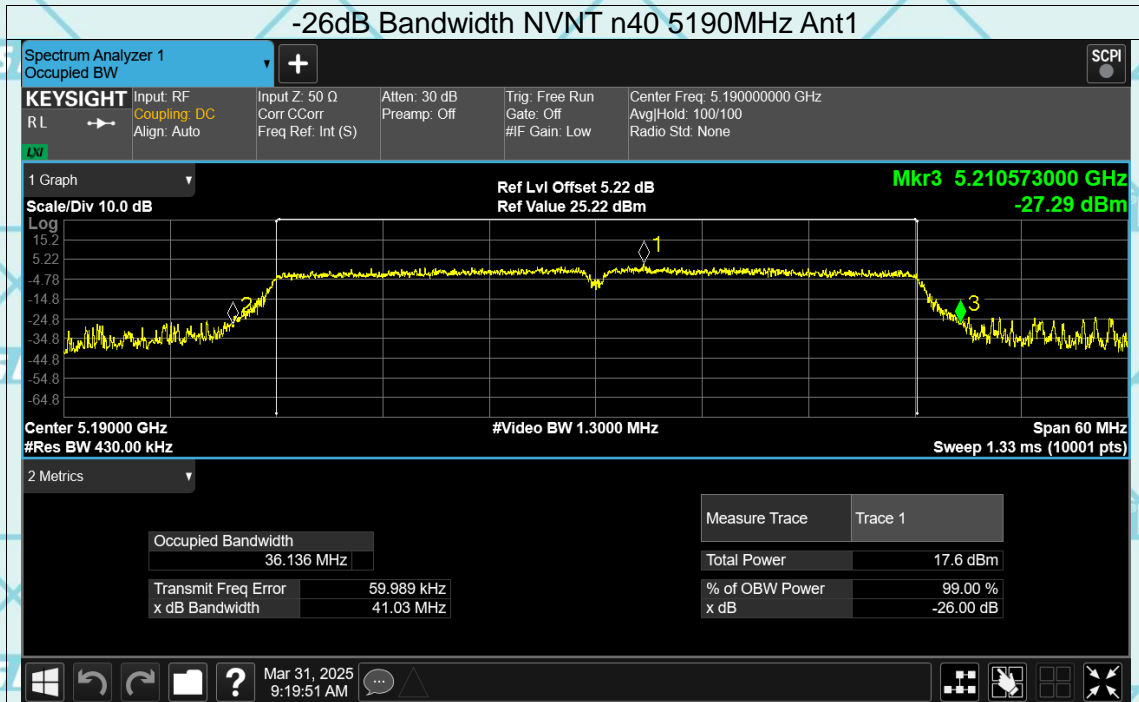 -26dB Bandwidth NVNT n40 5190MHz Ant1
Spectrum Analyzer 1
Occupied BW
+
SCPI
KEYSIGHT
RL
LXI
Input: RF
Coupling: DC
Align: Auto
Input Z: 50 Ω
Corr CCorr
Freq Ref: Int (S)
Atten: 30 dB
Preamp: Off
Trig: Free Run
Gate: Off
#IF Gain: Low
Center Freq: 5.190000000 GHz
Avg|Hold: 100/100
Radio Std: None
1 Graph
Scale/Div 10.0 dB
Ref Lvl Offset 5.22 dB
Ref Value 25.22 dBm
Mkr3 5.210573000 GHz
-27.29 dBm
Log
15.2
5.22
-4.78
-14.8
-24.8
-34.8
-44.8
-54.8
-64.8
1
2
3
Center 5.19000 GHz
#Res BW 430.00 kHz
#Video BW 1.3000 MHz
Span 60 MHz
Sweep 1.33 ms (10001 pts)
2 Metrics
Occupied Bandwidth
36.136 MHz
Transmit Freq Error 59.989 kHz
x dB Bandwidth 41.03 MHz
Measure Trace Trace 1
Total Power 17.6 dBm
% of OBW Power 99.00 %
x dB -26.00 dB
?
Mar 31, 2025
9:19:51 AM